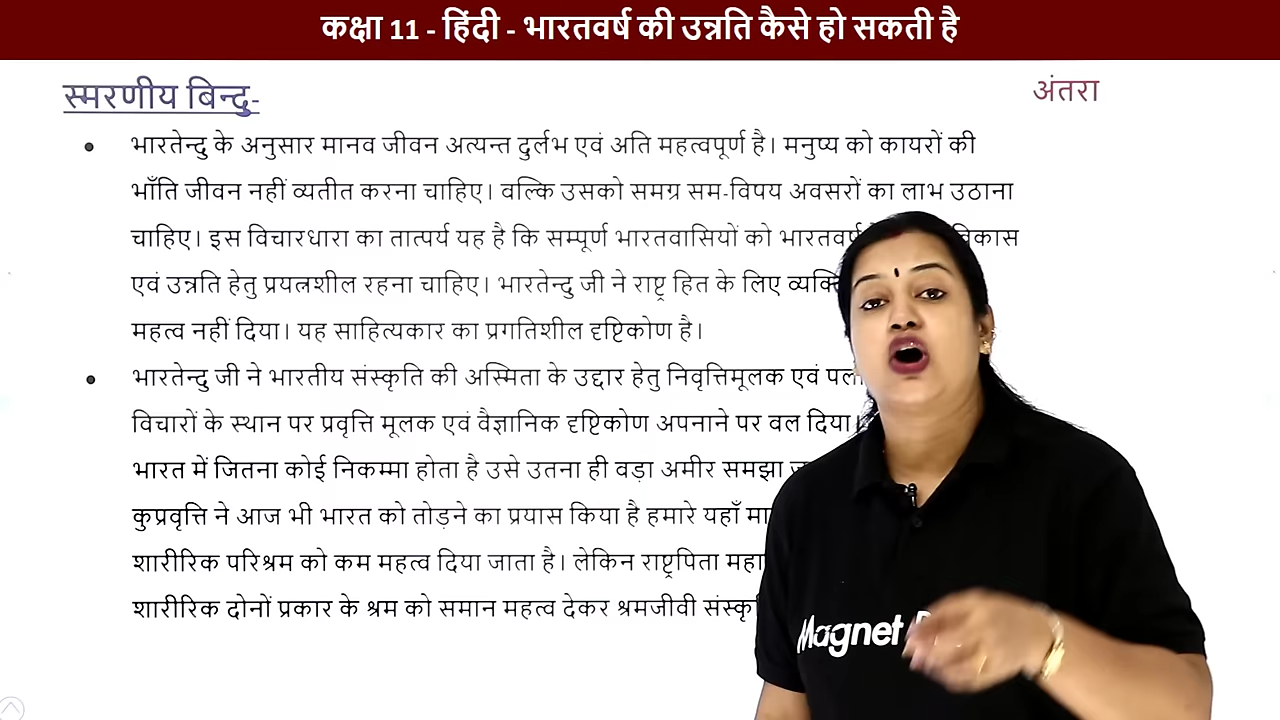 कक्षा 11 - हिंदी - भारतवर्ष की उन्नति कैसे हो सकती है
स्मरणीय बिन्दु-
अंतरा
भारतेन्दु के अनुसार मानव जीवन अत्यन्त दुर्लभ एवं अति महत्वपूर्ण है। मनुष्य को कायरों की
भाँति जीवन नहीं व्यतीत करना चाहिए। वल्कि उसको समग्र सम-विषय अवसरों का लाभ उठाना
चाहिए। इस विचारधारा का तात्पर्य यह है कि सम्पूर्ण भारतवासियों को विकास
एवं उन्नति हेतु प्रयत्नशील रहना चाहिए। भारतेन्दु जी ने राष्ट्र हित के लिए
महत्व नहीं दिया। यह साहित्यकार का प्रगतिशील दृष्टिकोण है।
भारतेन्दु जी ने भारतीय संस्कृति की अस्मिता के उद्दार हेतु निवृत्तिमूलक एवं
विचारों के स्थान पर प्रवृत्ति मूलक एवं वैज्ञानिक दृष्टिकोण अपनाने पर वल दिया।
भारत में जितना कोई निकम्मा होता है उसे उतना ही वड़ा अमीर समझा
कुप्रवृत्ति ने आज भी भारत को तोड़ने का प्रयास किया है हमारे यहाँ
शारीरिक परिश्रम को कम महत्व दिया जाता है। लेकिन राष्ट्रपिता
शारीरिक दोनों प्रकार के श्रम को समान महत्व देकर श्रमजीवी
Magnet